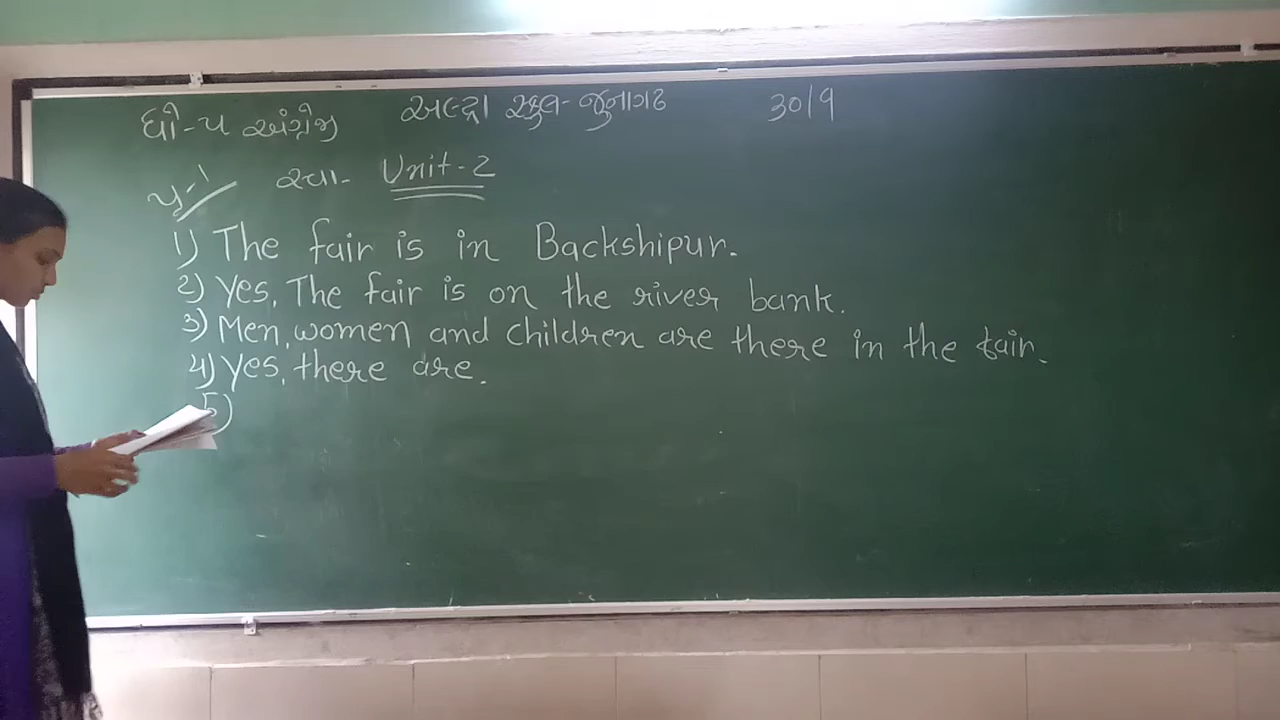 ધો-૫ અંગ્રેજી અલ્ટ્રા સ્કુલ-જુનાગઢ 30/9
સ્વા- Unit-2
1) The fair is in Backshipur.
2) Yes, The fair is on the river bank.
3) Men, women and children are there in the fair.
4) Yes, there are.
5)